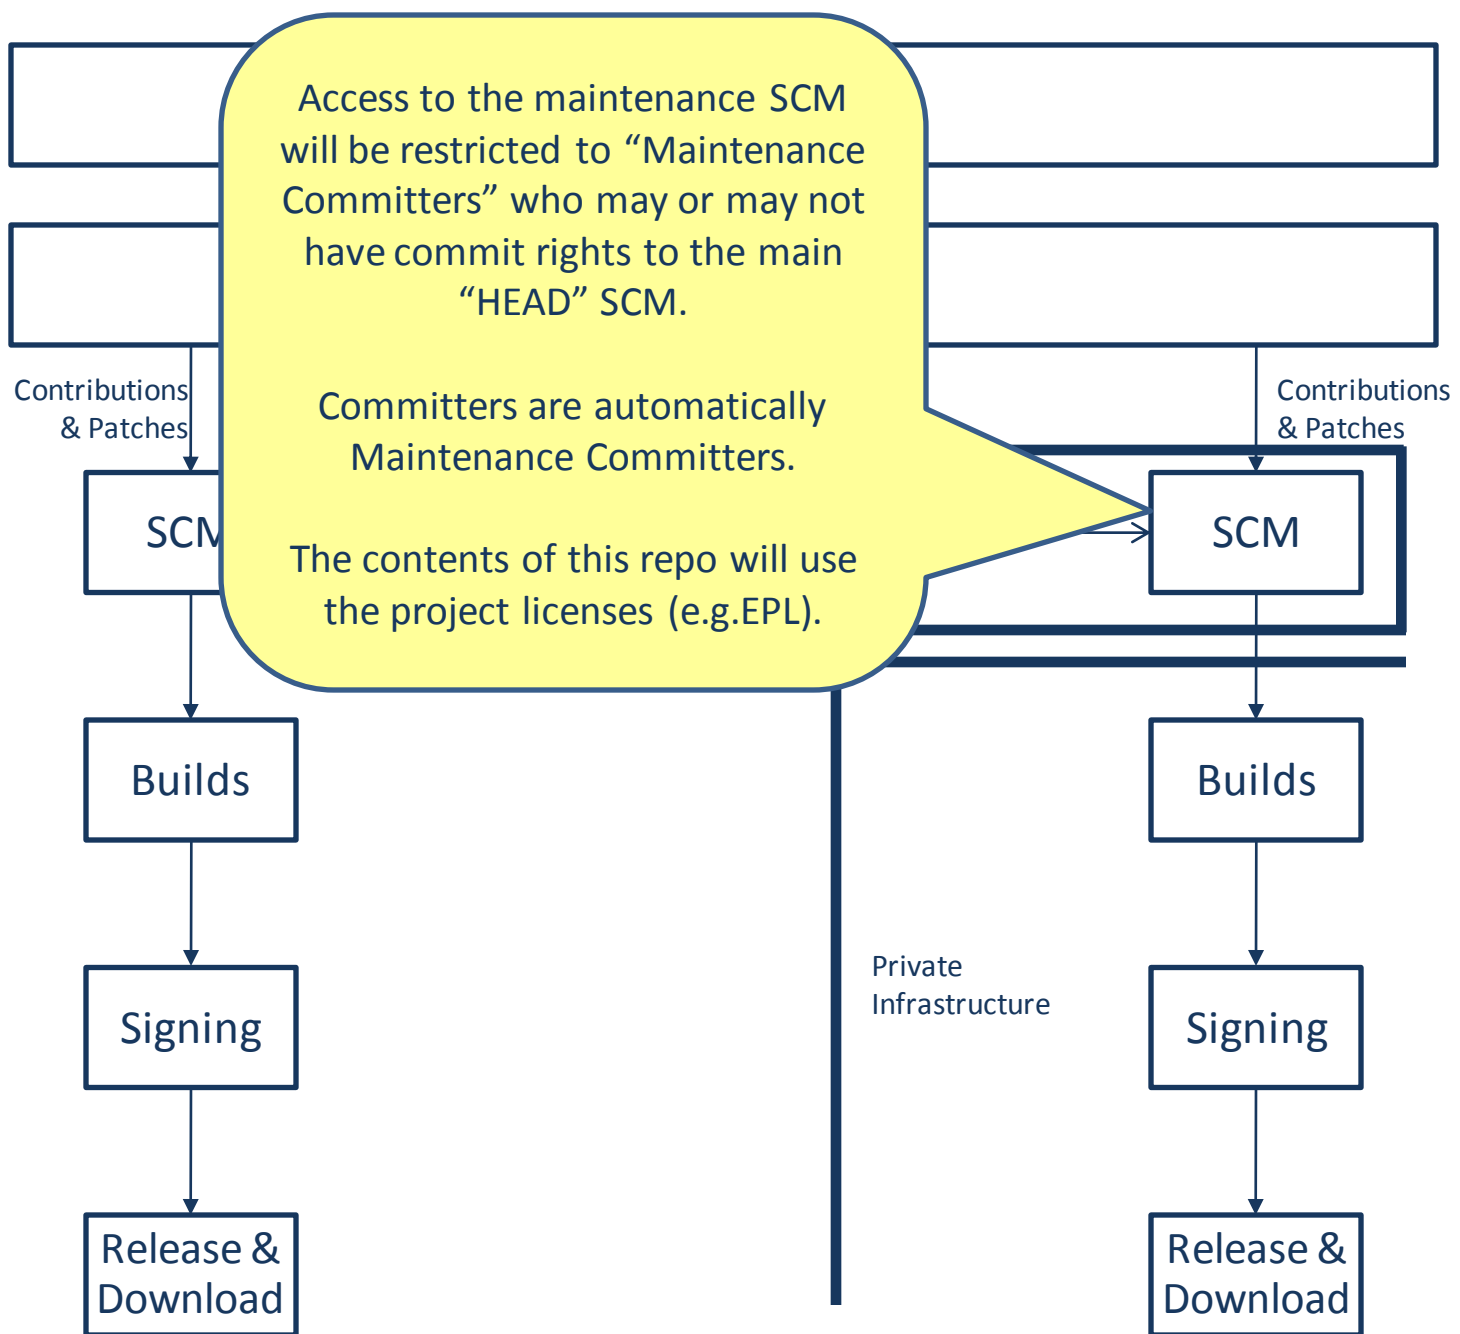 Access to the maintenance SCM
will be restricted to “Maintenance
Committers” who may or may not
have commit rights to the main
“HEAD” SCM.
Committers are automatically
Maintenance Committers.
The contents of this repo will use
the project licenses (e.g.EPL).
Contributions
& Patches
Contributions
& Patches
SCM
SCM
Builds
Builds
Private
Infrastructure
Signing
Signing
Release &
Download
Release &
Download